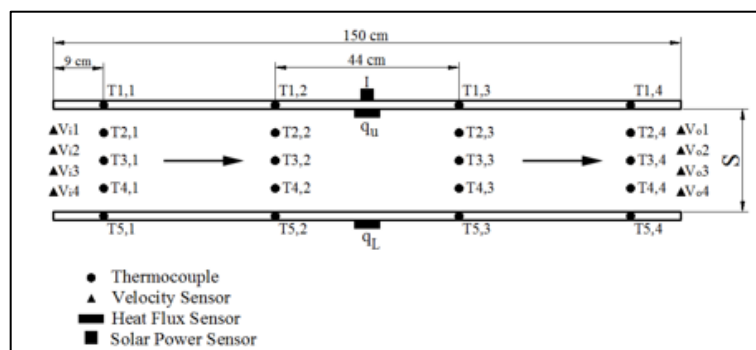 150 cm
9 cm
44 cm
I
T1,1 T1,2 T1,3 T1,4
qu
Vi1 T2,1 T2,2 T2,3 T2,4 Vo1
Vi2 Vo2
T3,1 T3,2 T3,3 T3,4 S
Vi3 Vo3
Vi4 T4,1 T4,2 T4,3 T4,4 Vo4
T5,1 T5,2 T5,3 T5,4
qL
Thermocouple
Velocity Sensor
Heat Flux Sensor
Solar Power Sensor